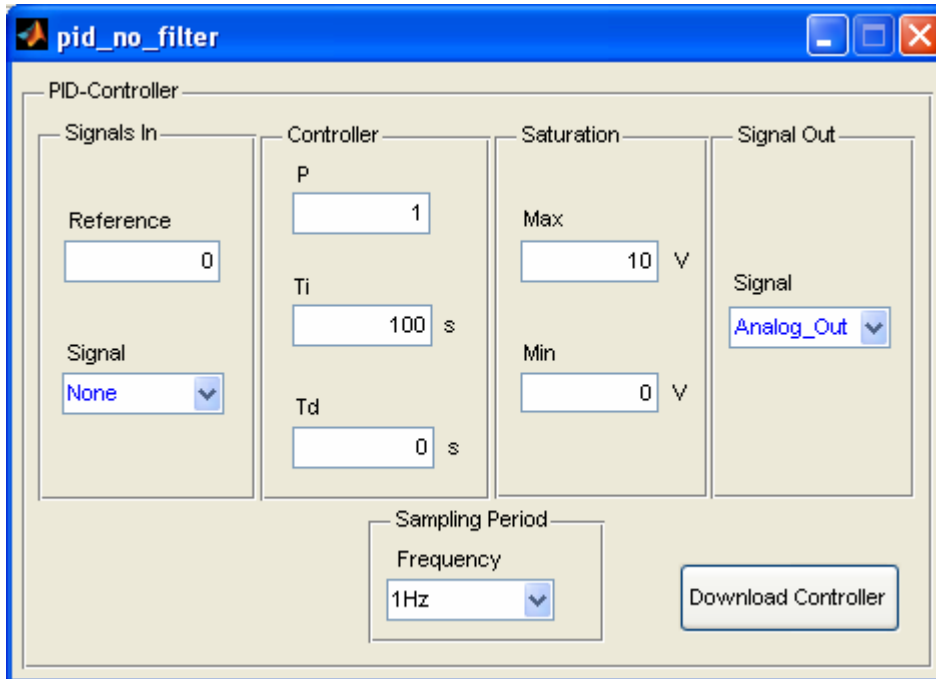 pid_no_filter
PID-Controller
Signals In
Reference
0
Signal
None
Controller
P
1
Ti
100 s
Td
0 s
Saturation
Max
10 V
Min
0 V
Signal Out
Signal
Analog_Out
Sampling Period
Frequency
1Hz
Download Controller